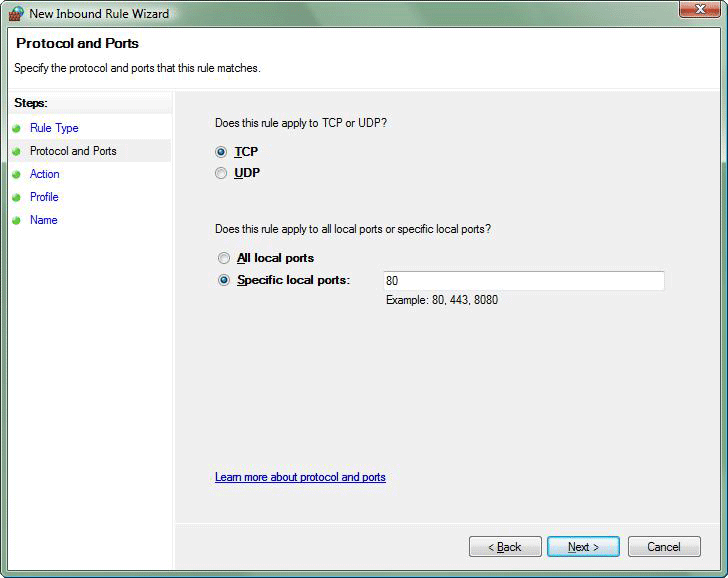 New Inbound Rule Wizard
Protocol and Ports
Specify the protocol and ports that this rule matches.
Steps:
Rule Type
Protocol and Ports
Action
Profile
Name
Does this rule apply to TCP or UDP?
TCP
UDP
Does this rule apply to all local ports or specific local ports?
All local ports
Specific local ports:
80
Example: 80, 443, 8080
Learn more about protocol and ports
< Back
Next >
Cancel